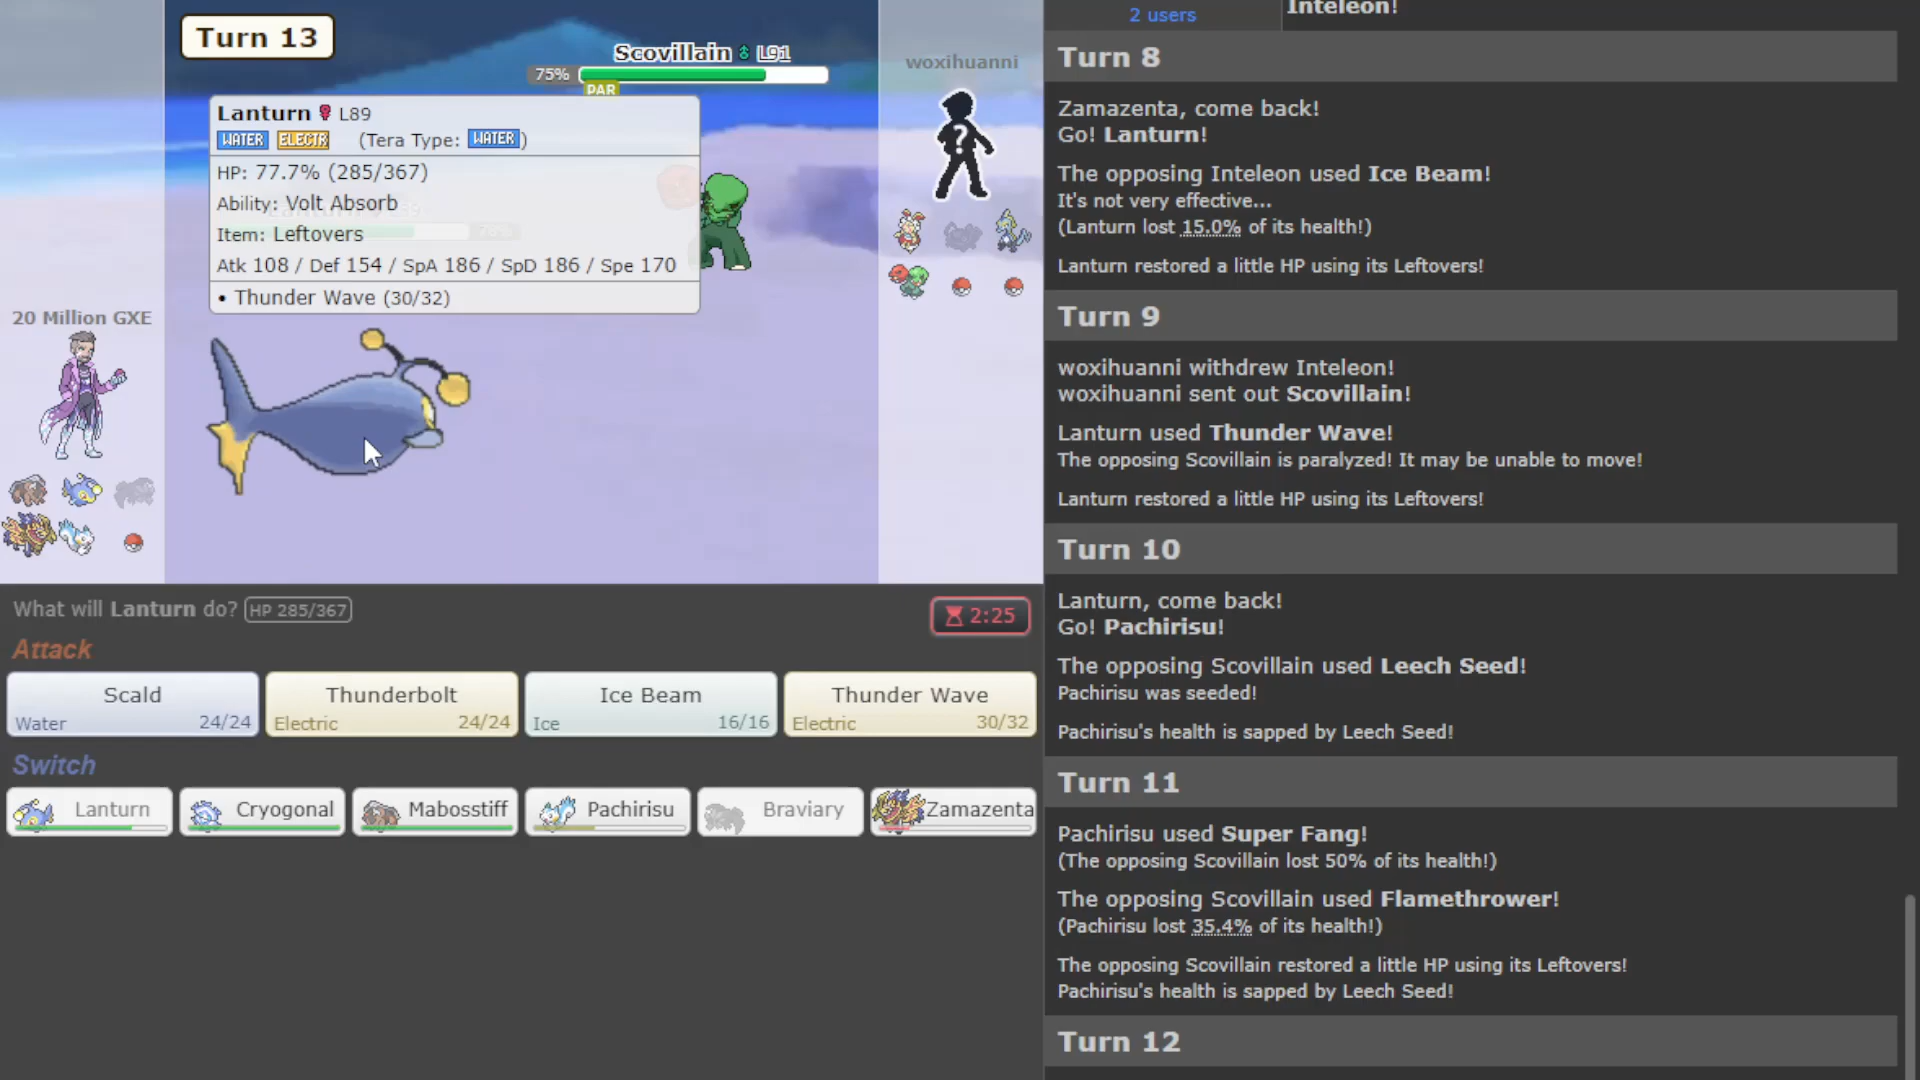 Turn 13
Scovillain L91
75%
PAR
Lanturn L89
WATER ELECTR (Tera Type: WATER)
HP: 77.7% (285/367)
Ability: Volt Absorb
Item: Leftovers
Atk 108 / Def 154 / SpA 186 / SpD 186 / Spe 170
• Thunder Wave (30/32)
20 Million GXE
woxihuanni
?
What will Lanturn do? HP 285/367
2:25
Attack
Scald
Water 24/24
Thunderbolt
Electric 24/24
Ice Beam
Ice 16/16
Thunder Wave
Electric 30/32
Switch
Lanturn
Cryogonal
Mabosstiff
Pachirisu
Braviary
Zamazenta
2 users
Inteleon!
Turn 8
Zamazenta, come back!
Go! Lanturn!
The opposing Inteleon used Ice Beam!
It's not very effective...
(Lanturn lost 15.0% of its health!)
Lanturn restored a little HP using its Leftovers!
Turn 9
woxihuanni withdrew Inteleon!
woxihuanni sent out Scovillain!
Lanturn used Thunder Wave!
The opposing Scovillain is paralyzed! It may be unable to move!
Lanturn restored a little HP using its Leftovers!
Turn 10
Lanturn, come back!
Go! Pachirisu!
The opposing Scovillain used Leech Seed!
Pachirisu was seeded!
Pachirisu's health is sapped by Leech Seed!
Turn 11
Pachirisu used Super Fang!
(The opposing Scovillain lost 50% of its health!)
The opposing Scovillain used Flamethrower!
(Pachirisu lost 35.4% of its health!)
The opposing Scovillain restored a little HP using its Leftovers!
Pachirisu's health is sapped by Leech Seed!
Turn 12